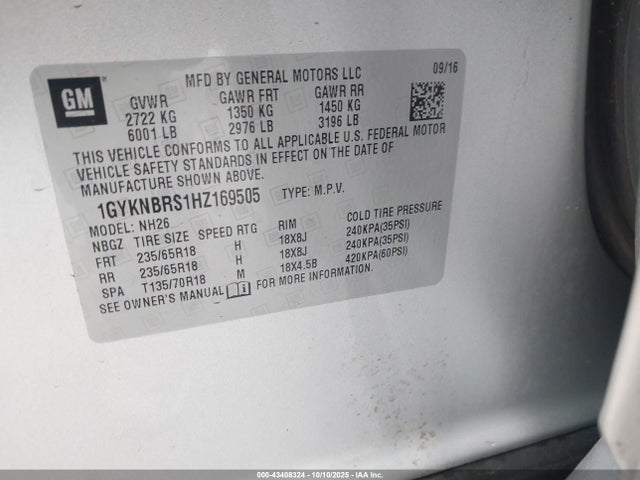 GM
MFD BY GENERAL MOTORS LLC 09/16
GVWR GAWR FRT GAWR RR
2722 KG 1350 KG 1450 KG
6001 LB 2976 LB 3196 LB
THIS VEHICLE CONFORMS TO ALL APPLICABLE U.S. FEDERAL MOTOR
VEHICLE SAFETY STANDARDS IN EFFECT ON THE DATE OF
MANUFACTURE SHOWN ABOVE.
1GYKNBRS1HZ169505 TYPE: M.P.V.
MODEL: NH26
NBGZ TIRE SIZE SPEED RTG RIM COLD TIRE PRESSURE
FRT 235/65R18 H 18X8J 240KPA(35PSI)
RR 235/65R18 H 18X8J 240KPA(35PSI)
SPA T135/70R18 M 18X4.5B 420KPA(60PSI)
SEE OWNER'S MANUAL FOR MORE INFORMATION.
000-43408324 - 10/10/2025 - IAA Inc.